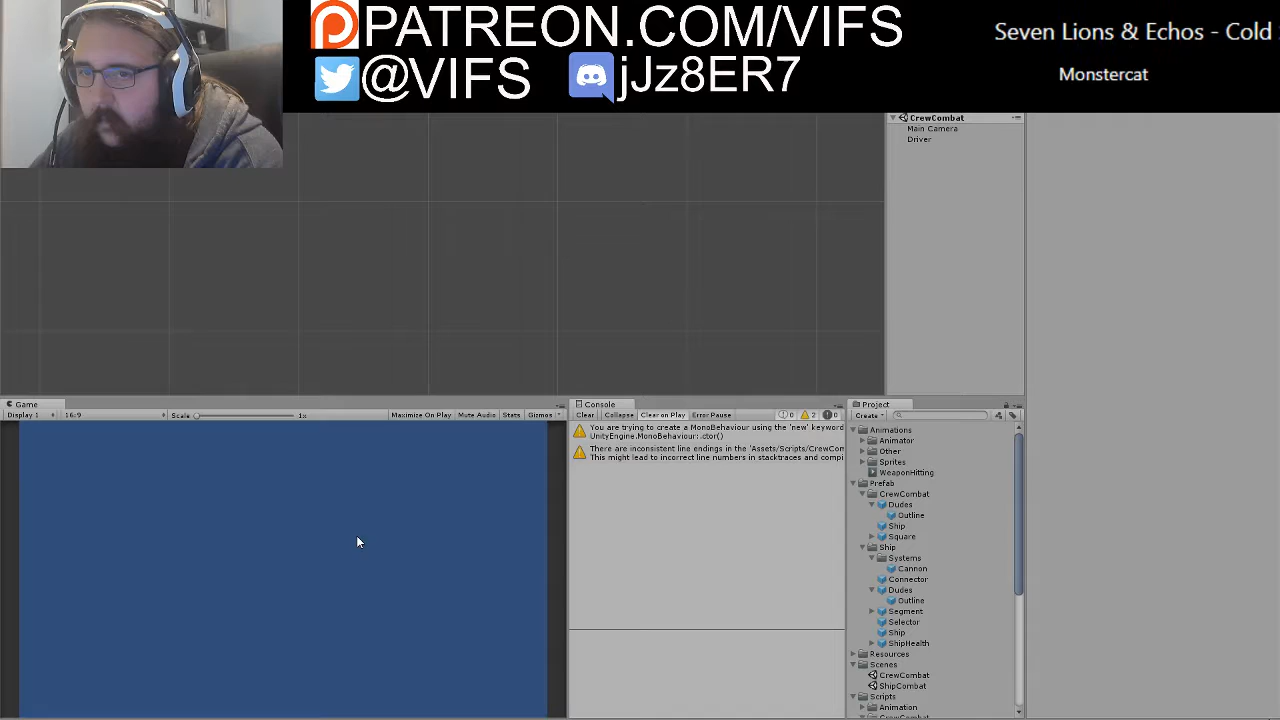 PATREON.COM/VIFS
@VIFS jJz8ER7
Seven Lions & Echos - Cold
Monstercat
CrewCombat
Main Camera
Driver
Game
Display 1 16:9 Scale 1x Maximize On Play Mute Audio Stats Gizmos
Console
Clear Collapse Clear on Play Error Pause 0 2 0
You are trying to create a MonoBehaviour using the 'new' keyword
UnityEngine.MonoBehaviour:.ctor()
There are inconsistent line endings in the 'Assets/Scripts/CrewCom
This might lead to incorrect line numbers in stacktraces and compi
Project
Create
Animations
Animator
Other
Sprites
WeaponHitting
Prefab
CrewCombat
Dudes
Outline
Ship
Square
Ship
Systems
Cannon
Connector
Dudes
Outline
Segment
Selector
Ship
ShipHealth
Resources
Scenes
CrewCombat
ShipCombat
Scripts
Animation